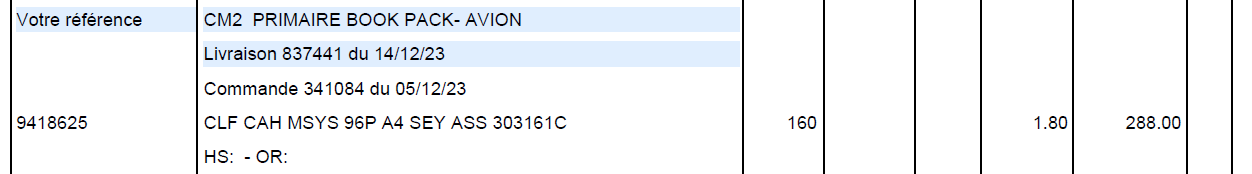 Votre référence CM2 PRIMAIRE BOOK PACK- AVION
Livraison 837441 du 14/12/23
Commande 341084 du 05/12/23
9418625 CLF CAH MSYS 96P A4 SEY ASS 303161C 160 1.80 288.00
HS: - OR: